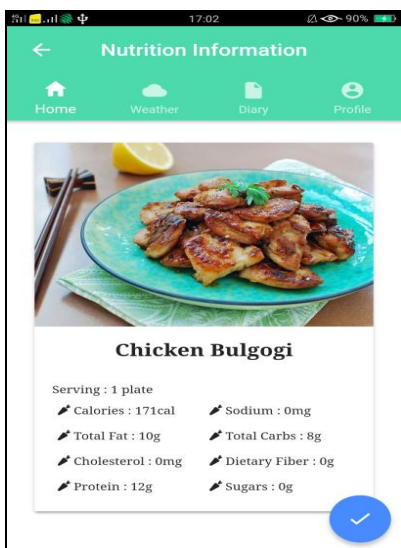 17:02
90%
Nutrition Information
Home
Weather
Diary
Profile
Chicken Bulgogi
Serving : 1 plate
Calories : 171cal
Sodium : 0mg
Total Fat : 10g
Total Carbs : 8g
Cholesterol : 0mg
Dietary Fiber : 0g
Protein : 12g
Sugars : 0g